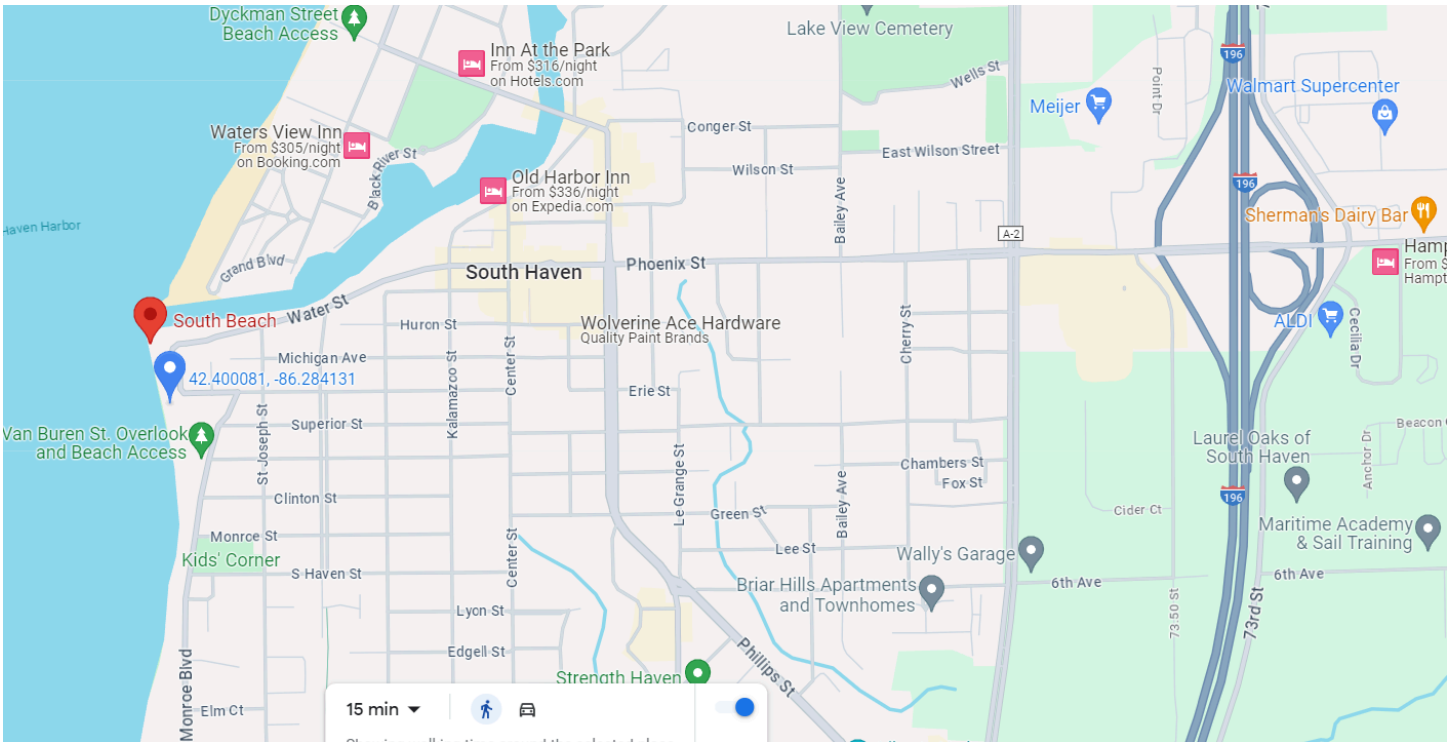 Dyckman Street
Beach Access
Inn At the Park
From $316/night
on Hotels.com
Lake View Cemetery
Wells St
196
Walmart Supercenter
Meijer
Point Dr
Conger St
Waters View Inn
From $305/night
on Booking.com
Black River St
East Wilson Street
Wilson St
Old Harbor Inn
From $336/night
on Expedia.com
196
Bailey Ave
Sherman's Dairy Bar
Haven Harbor
A-2
Hamp
From $
Hampt
Grand Blvd
South Haven
Phoenix St
South Beach
Water St
Huron St
Wolverine Ace Hardware
Quality Paint Brands
Cherry St
ALDI
Cecilia Dr
Michigan Ave
Center St
42.400081, -86.284131
Kalamazoo St
Erie St
Superior St
Van Buren St. Overlook
and Beach Access
St Joseph St
Beacon
Laurel Oaks of
South Haven
Anchor Dr
Chambers St
Le Grange St
Fox St
Clinton St
196
Bailey Ave
Green St
Cider Ct
Monroe St
Maritime Academy
& Sail Training
Kids' Corner
Center St
Lee St
Wally's Garage
S Haven St
6th Ave
6th Ave
Briar Hills Apartments
and Townhomes
Lyon St
73.50 St
73rd St
Edgell St
Phillips St
Strength Haven
Monroe Blvd
Elm Ct
15 min